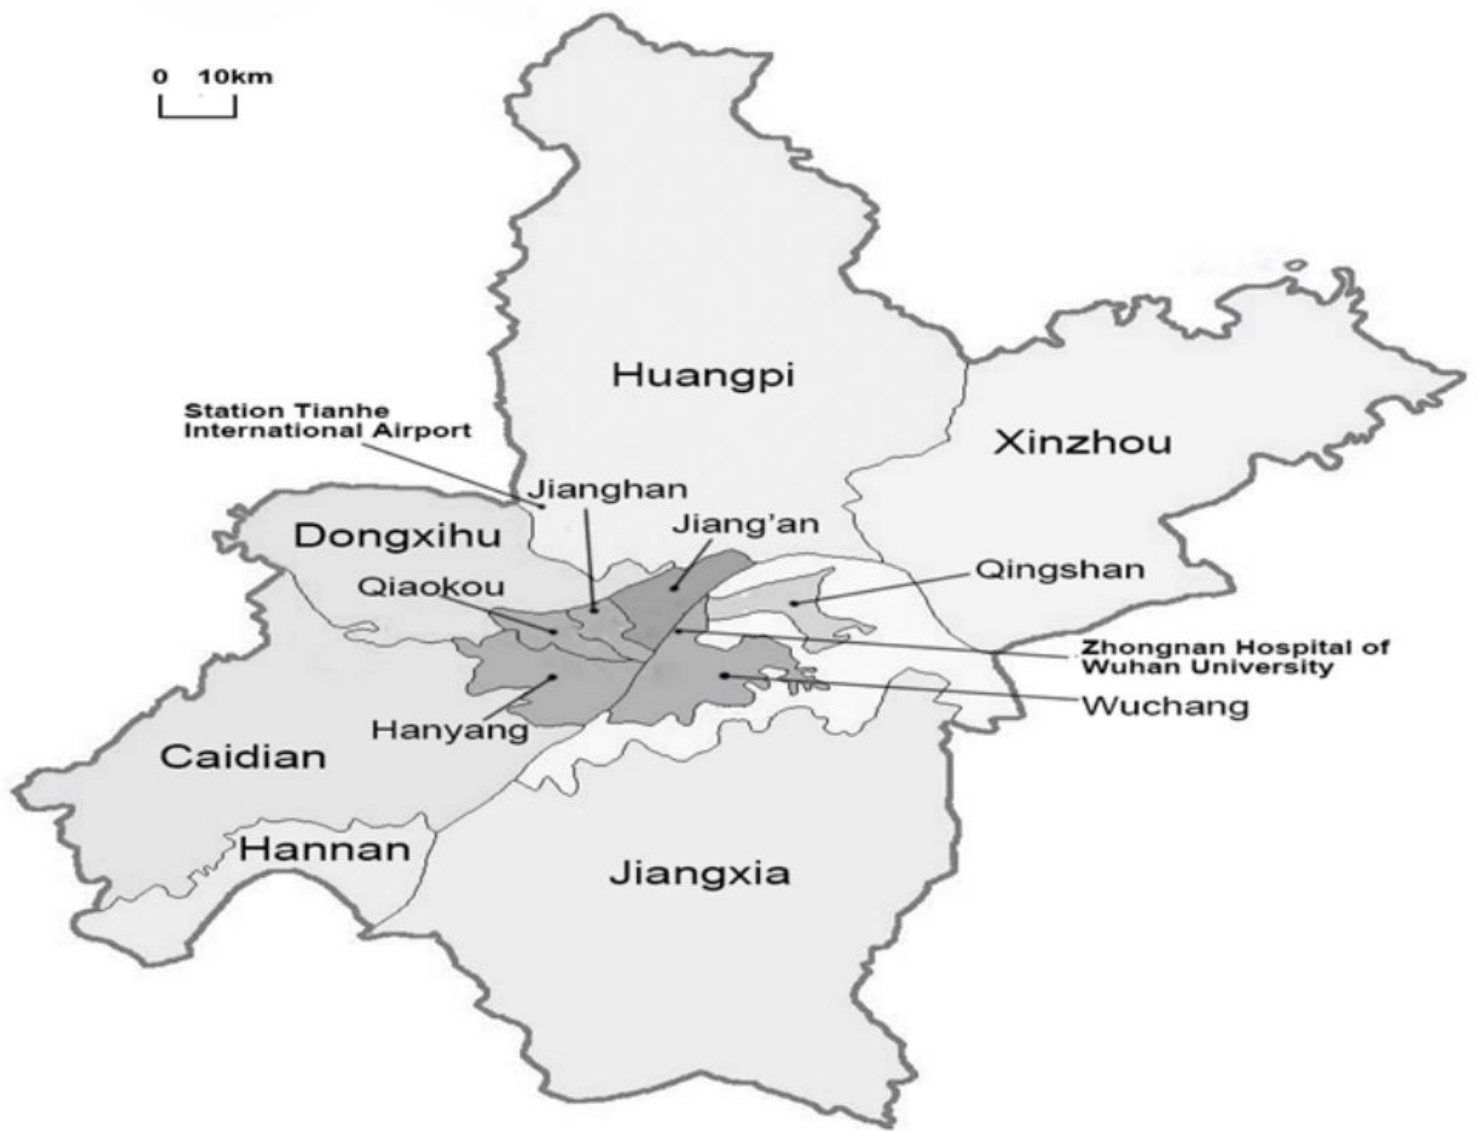 0 10km
Huangpi
Station Tianhe
International Airport
Xinzhou
Jianghan
Jiang'an
Dongxihu
Qingshan
Qiaokou
Zhongnan Hospital of
Wuhan University
Wuchang
Hanyang
Caidian
Hannan
Jiangxia